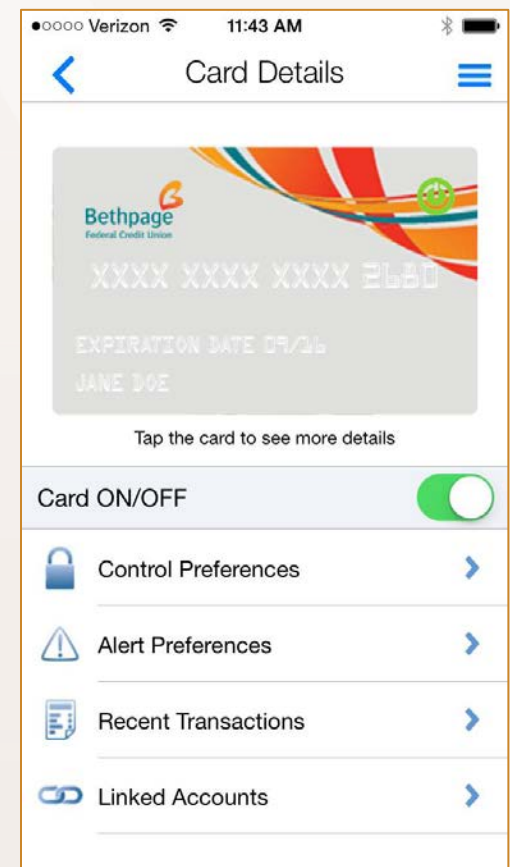 Verizon 11:43 AM
Card Details
Bethpage
Federal Credit Union
XXXX XXXX XXXX 2680
EXPIRATION DATE 09/16
JANE DOE
Tap the card to see more details
Card ON/OFF
Control Preferences
Alert Preferences
Recent Transactions
Linked Accounts